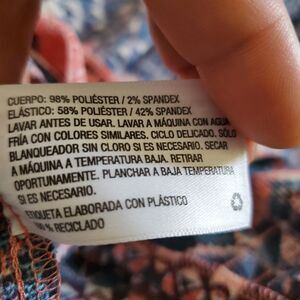 CUERPO: 98% POLIÉSTER / 2% SPANDEX
ELÁSTICO: 58% POLIÉSTER / 42% SPANDEX
LAVAR ANTES DE USAR. LAVAR A MÁQUINA CON AGUA
FRÍA CON COLORES SIMILARES. CICLO DELICADO. SÓLO
BLANQUEADOR SIN CLORO SI ES NECESARIO. SECAR
A MÁQUINA A TEMPERATURA BAJA. RETIRAR
OPORTUNAMENTE. PLANCHAR A BAJA TEMPERATURA
SI ES NECESARIO.
ETIQUETA ELABORADA CON PLÁSTICO
% RECICLADO